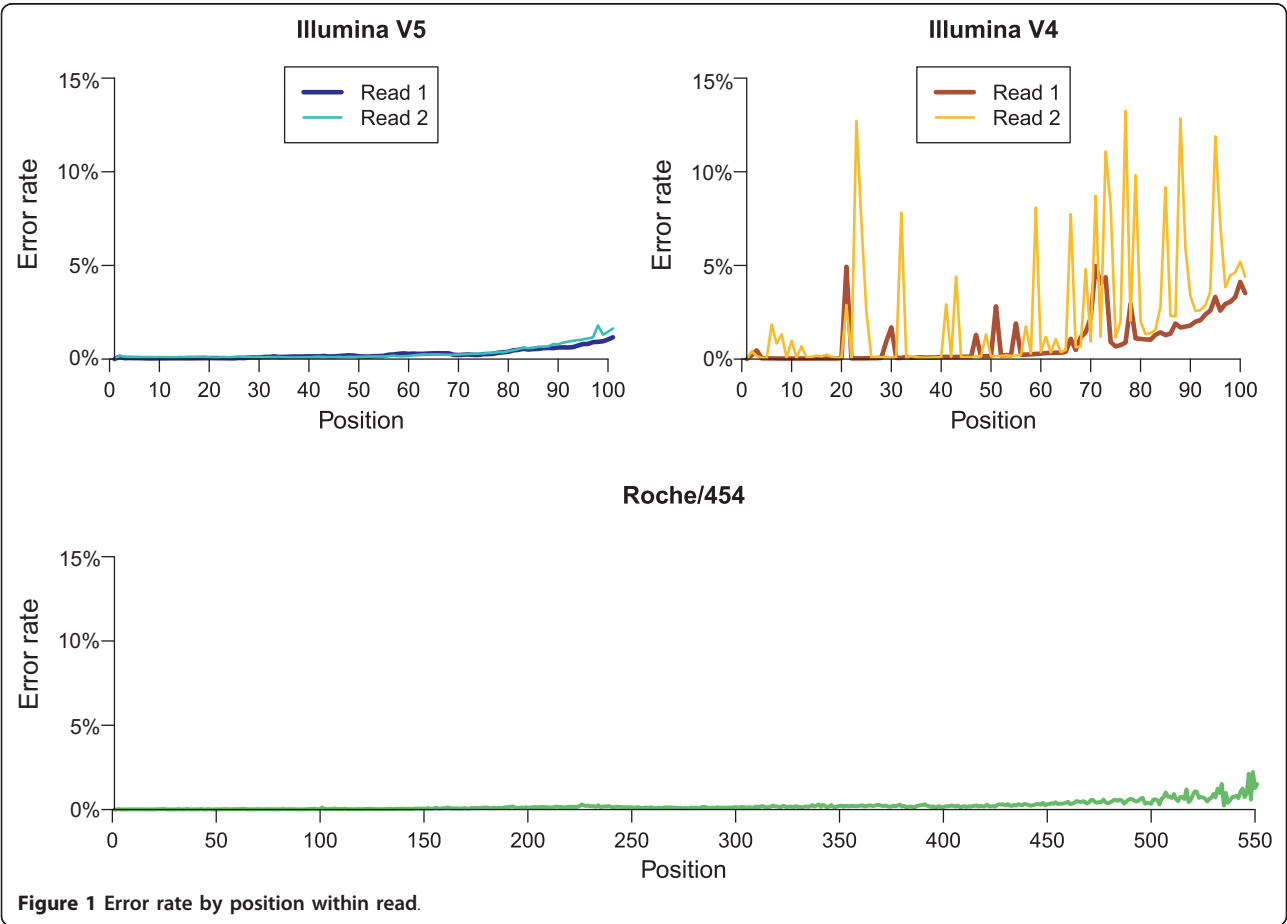 Illumina V5
Illumina V4
15%
10%
5%
0%
Error rate
Read 1
Read 2
0 10 20 30 40 50 60 70 80 90 100
Position
15%
10%
5%
0%
Error rate
Read 1
Read 2
0 10 20 30 40 50 60 70 80 90 100
Position
Roche/454
15%
10%
5%
0%
Error rate
0 50 100 150 200 250 300 350 400 450 500 550
Position
Figure 1 Error rate by position within read.